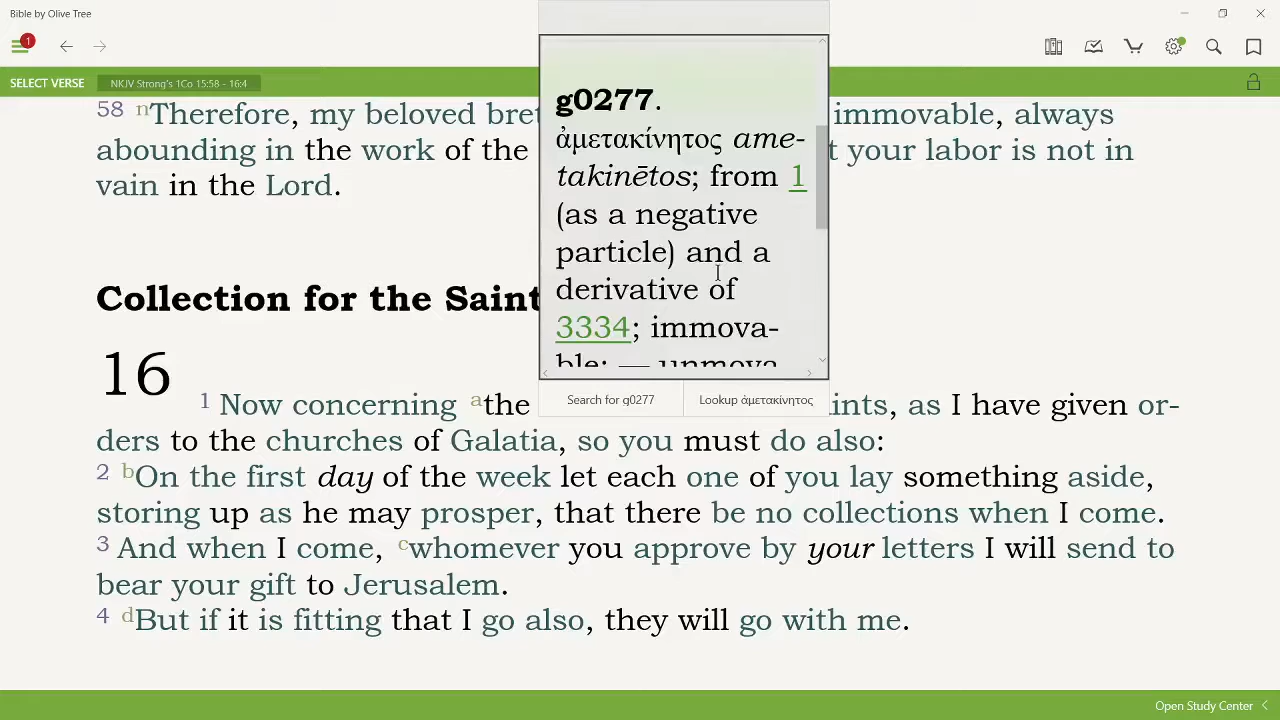 Bible by Olive Tree
1
SELECT VERSE
NKJV Strong's 1Co 15:58 - 16:4
58 nTherefore, my beloved bret immovable, always
abounding in the work of the t your labor is not in
vain in the Lord.
g0277.
ἀμετακίνητος ame-
takinētos; from 1
(as a negative
particle) and a
derivative of
3334; immova-
ble: — unmova
Search for g0277
Lookup ἀμετακίνητος
Collection for the Saint
16
1 Now concerning athe ints, as I have given or-
ders to the churches of Galatia, so you must do also:
2 bOn the first day of the week let each one of you lay something aside,
storing up as he may prosper, that there be no collections when I come.
3 And when I come, cwhomever you approve by your letters I will send to
bear your gift to Jerusalem.
4 dBut if it is fitting that I go also, they will go with me.
Open Study Center